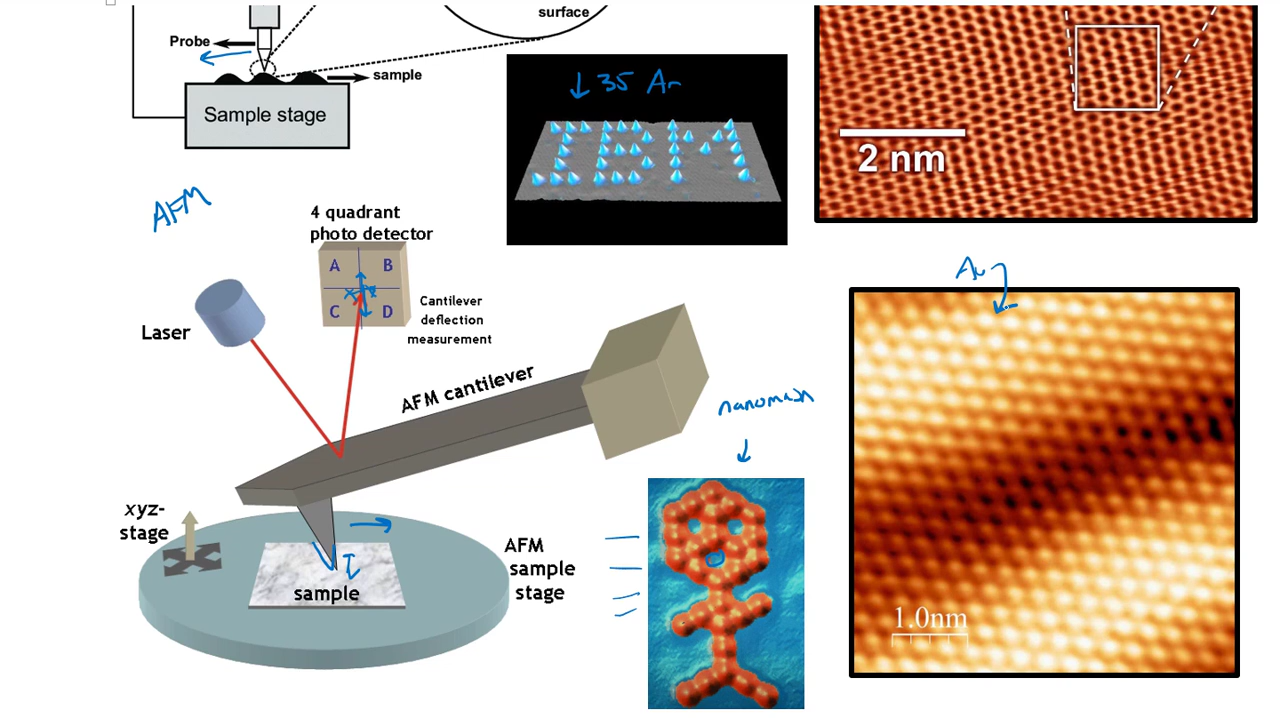 surface
Probe
sample
Sample stage
↓ 35 Ar
IBM
2 nm
AFM
4 quadrant
photo detector
A B
C D
Cantilever
deflection
measurement
Laser
AFM cantilever
Au
nanoman
xyz-
stage
AFM
sample
stage
sample
1.0nm